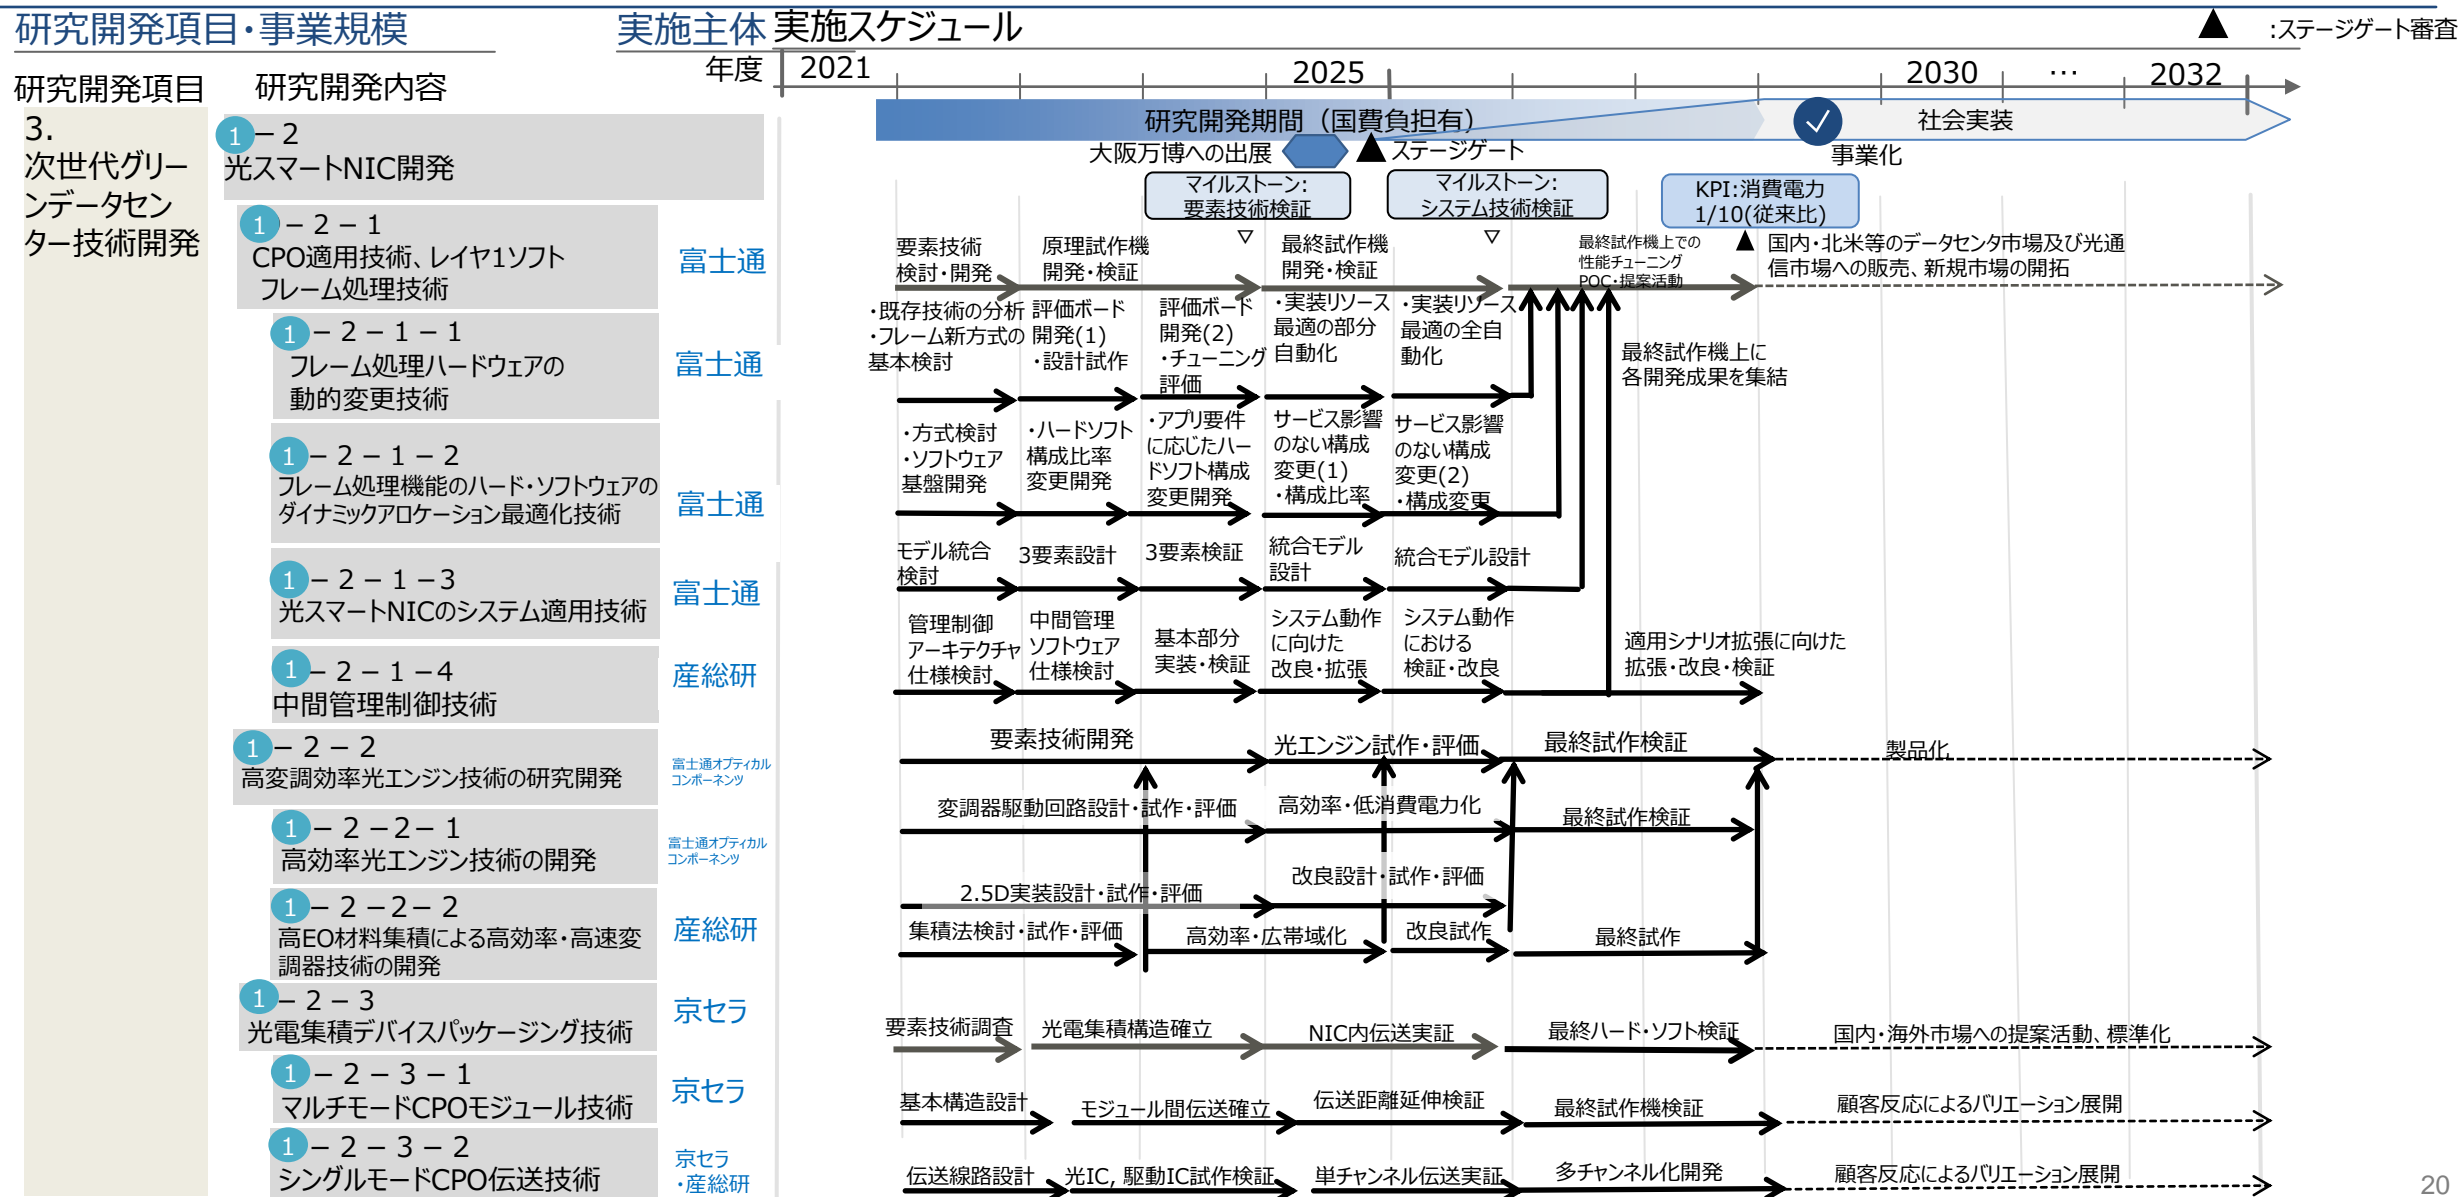 研究開発項目・事業規模
実施主体
実施スケジュール
▲ :ステージゲート審査
年度
2021
2025
2030
…
2032
研究開発項目
研究開発内容
研究開発期間（国費負担有）
社会実装
大阪万博への出展
▲ ステージゲート
事業化
マイルストーン:
要素技術検証
マイルストーン:
システム技術検証
KPI:消費電力
1/10(従来比)
3.
次世代グリー
ンデータセン
ター技術開発
1－2
光スマートNIC開発
1－2－1
CPO適用技術、レイヤ1ソフト
フレーム処理技術
富士通
要素技術
検討・開発
原理試作機
開発・検証
最終試作機
開発・検証
最終試作機上での
性能チューニング
POC・提案活動
国内・北米等のデータセンタ市場及び光通
信市場への販売、新規市場の開拓
1－2－1－1
フレーム処理ハードウェアの
動的変更技術
富士通
・既存技術の分析
・フレーム新方式の
基本検討
評価ボード
開発(1)
・設計試作
評価ボード
開発(2)
・チューニング
評価
・実装リソース
最適の部分
自動化
・実装リソース
最適の全自
動化
最終試作機上に
各開発成果を集結
1－2－1－2
フレーム処理機能のハード・ソフトウェアの
ダイナミックアロケーション最適化技術
富士通
・方式検討
・ソフトウェア
基盤開発
・ハードソフト
構成比率
変更開発
・アプリ要件
に応じたハー
ドソフト構成
変更開発
サービス影響
のない構成
変更(1)
・構成比率
サービス影響
のない構成
変更(2)
・構成変更
1－2－1－3
光スマートNICのシステム適用技術
富士通
モデル統合
検討
3要素設計
3要素検証
統合モデル
設計
統合モデル設計
1－2－1－4
中間管理制御技術
産総研
管理制御
アーキテクチャ
仕様検討
中間管理
ソフトウェア
仕様検討
基本部分
実装・検証
システム動作
に向けた
改良・拡張
システム動作
における
検証・改良
適用シナリオ拡張に向けた
拡張・改良・検証
1－2－2
高変調効率光エンジン技術の研究開発
富士通オプティカル
コンポーネンツ
要素技術開発
光エンジン試作・評価
最終試作検証
製品化
1－2－2－1
高効率光エンジン技術の開発
富士通オプティカル
コンポーネンツ
変調器駆動回路設計・試作・評価
高効率・低消費電力化
最終試作検証
2.5D実装設計・試作・評価
改良設計・試作・評価
1－2－2－2
高EO材料集積による高効率・高速変
調器技術の開発
産総研
集積法検討・試作・評価
高効率・広帯域化
改良試作
最終試作
1－2－3
光電集積デバイスパッケージング技術
京セラ
要素技術調査
光電集積構造確立
NIC内伝送実証
最終ハード・ソフト検証
国内・海外市場への提案活動、標準化
1－2－3－1
マルチモードCPOモジュール技術
京セラ
基本構造設計
モジュール間伝送確立
伝送距離延伸検証
最終試作機検証
顧客反応によるバリエーション展開
1－2－3－2
シングルモードCPO伝送技術
京セラ
・産総研
伝送線路設計
光IC, 駆動IC試作検証
単チャンネル伝送実証
多チャンネル化開発
顧客反応によるバリエーション展開
20